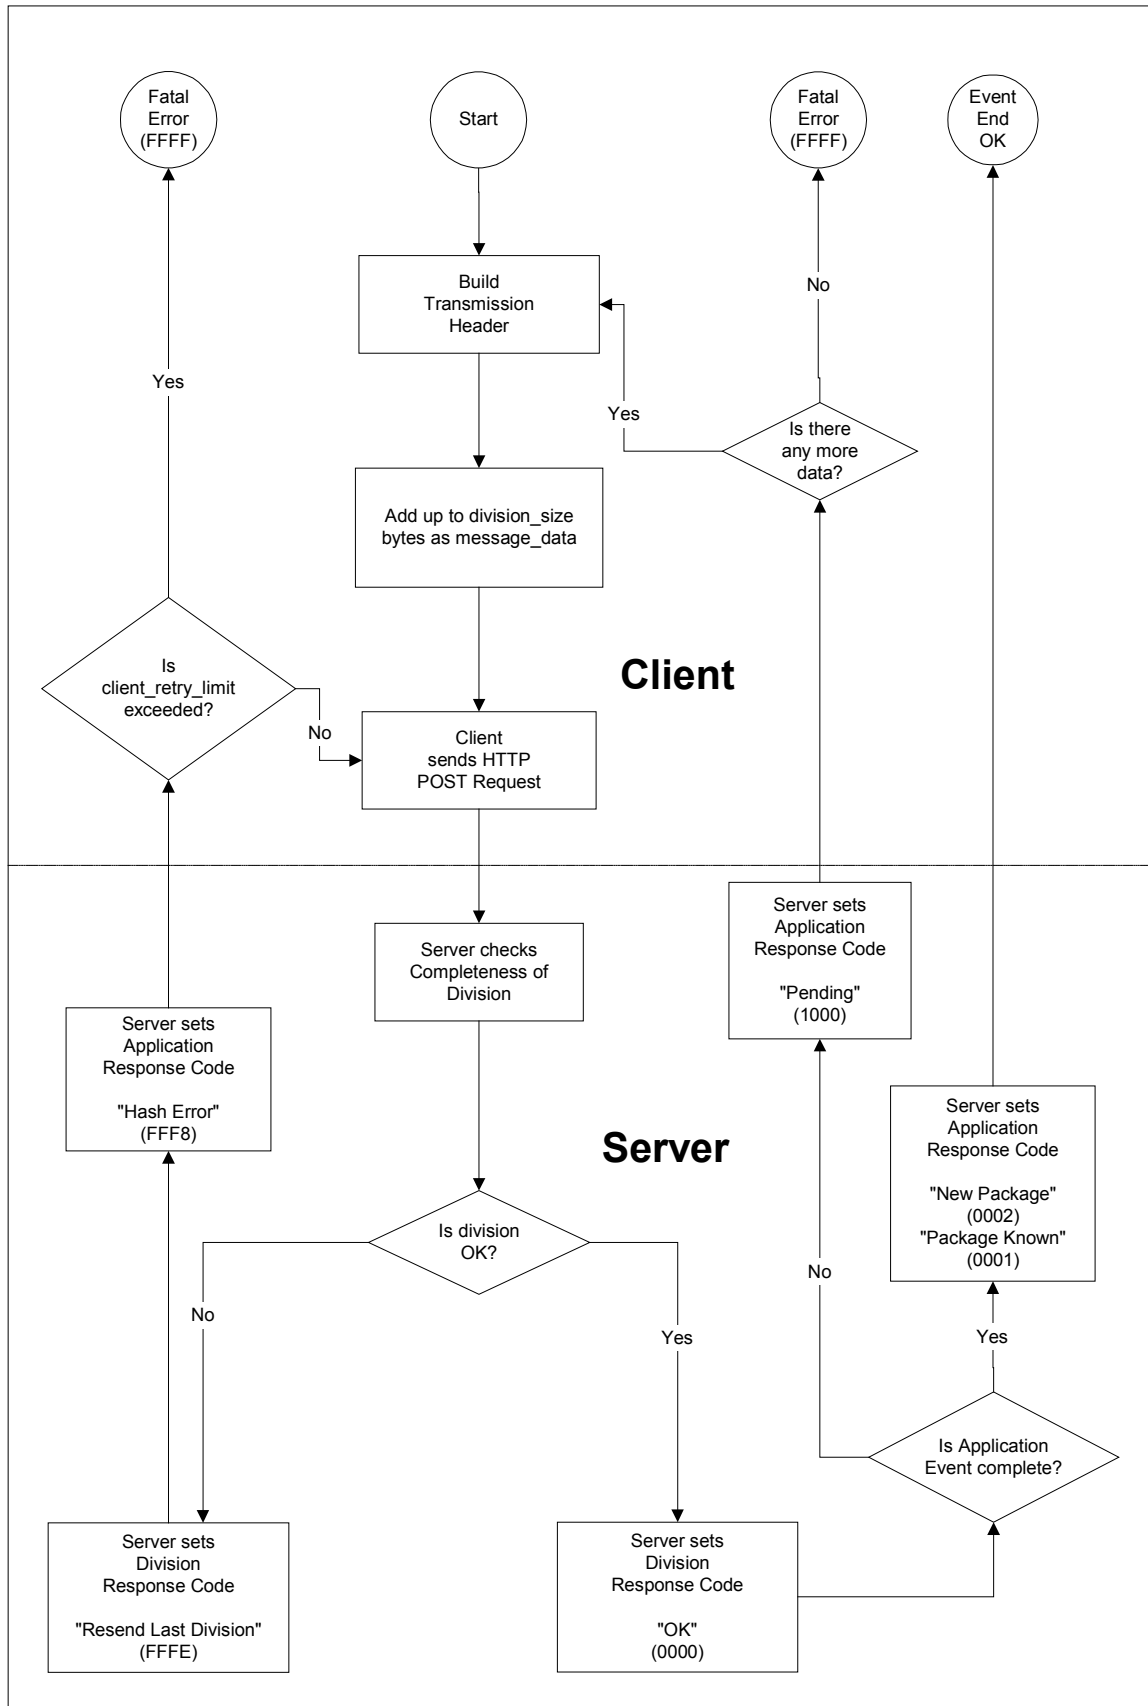 Fatal
Error
(FFFF)
Start
Fatal
Error
(FFFF)
Event
End
OK
Build
Transmission
Header
No
Yes
Yes
Is there
any more
data?
Add up to division_size
bytes as message_data
Is
client_retry_limit
exceeded?
Client
No
Client
sends HTTP
POST Request
Server sets
Application
Response Code
"Pending"
(1000)
Server checks
Completeness of
Division
Server sets
Application
Response Code
"Hash Error"
(FFF8)
Server sets
Application
Response Code
"New Package"
(0002)
"Package Known"
(0001)
Server
Is division
OK?
No
No
Yes
Yes
Is Application
Event complete?
Server sets
Division
Response Code
"Resend Last Division"
(FFFE)
Server sets
Division
Response Code
"OK"
(0000)